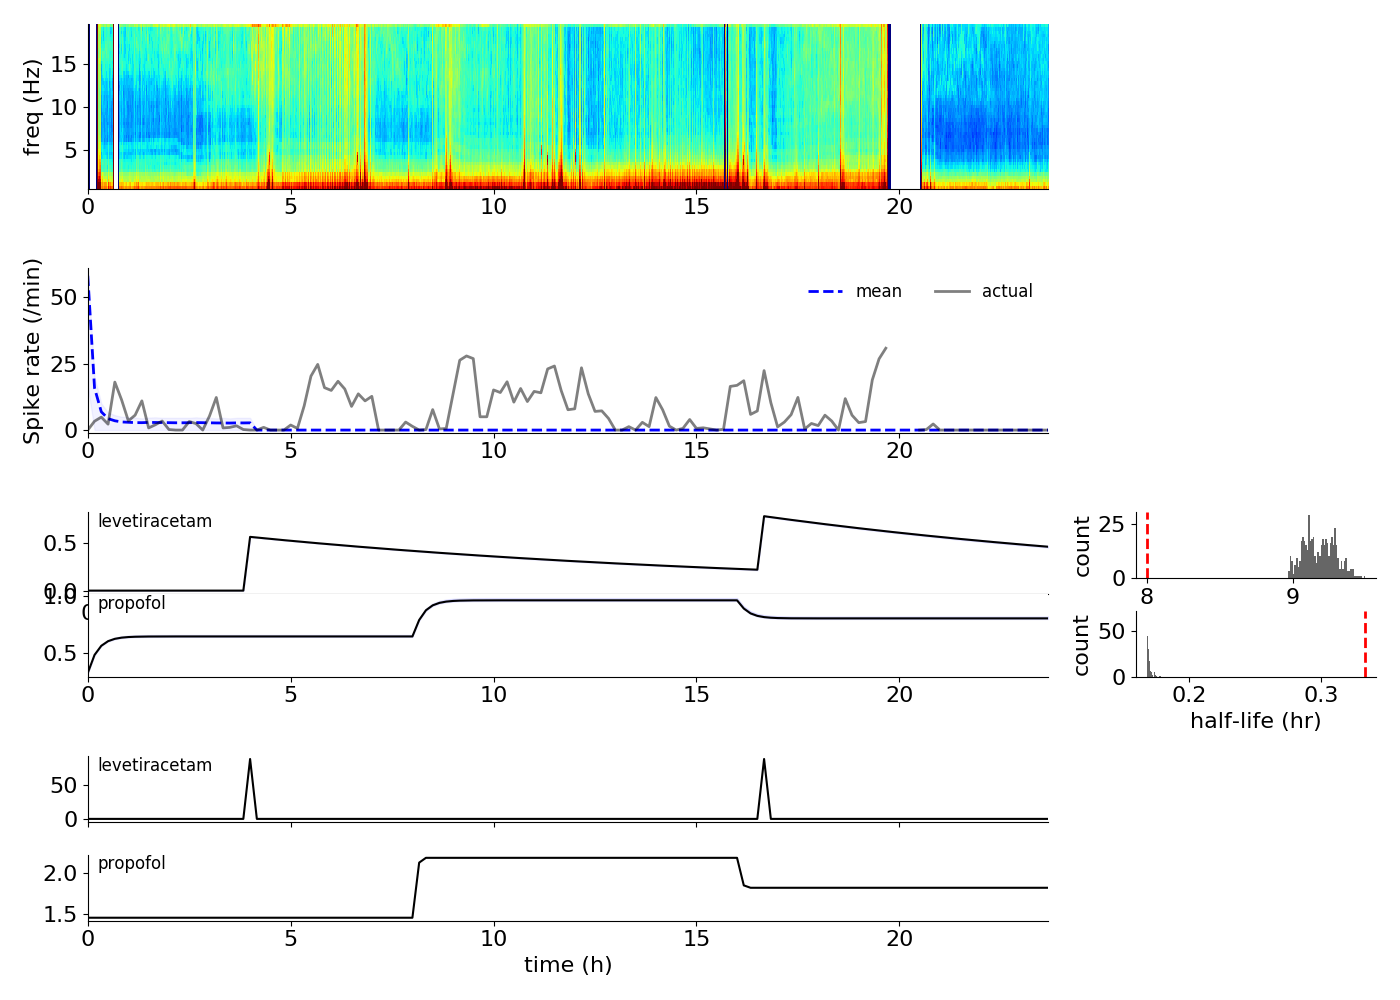 freq (Hz)
15
10
5
0 5 10 15 20
Spike rate (/min)
50
25
0
mean actual
0 5 10 15 20
levetiracetam
0.5
0.0
0
propofol
1.0
0.5
0 5 10 15 20
count
25
0
8 9
count
50
0
0.2 0.3
half-life (hr)
levetiracetam
50
0
propofol
2.0
1.5
0 5 10 15 20
time (h)